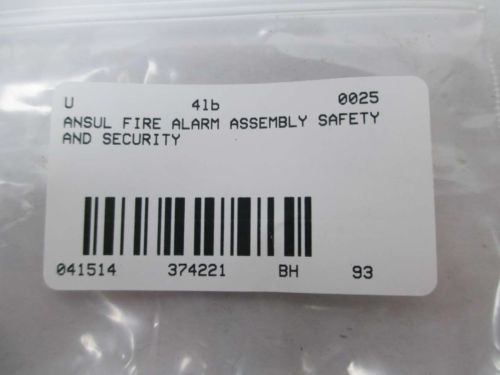 U 41b 0025
ANSUL FIRE ALARM ASSEMBLY SAFETY
AND SECURITY
041514 374221 BH 93